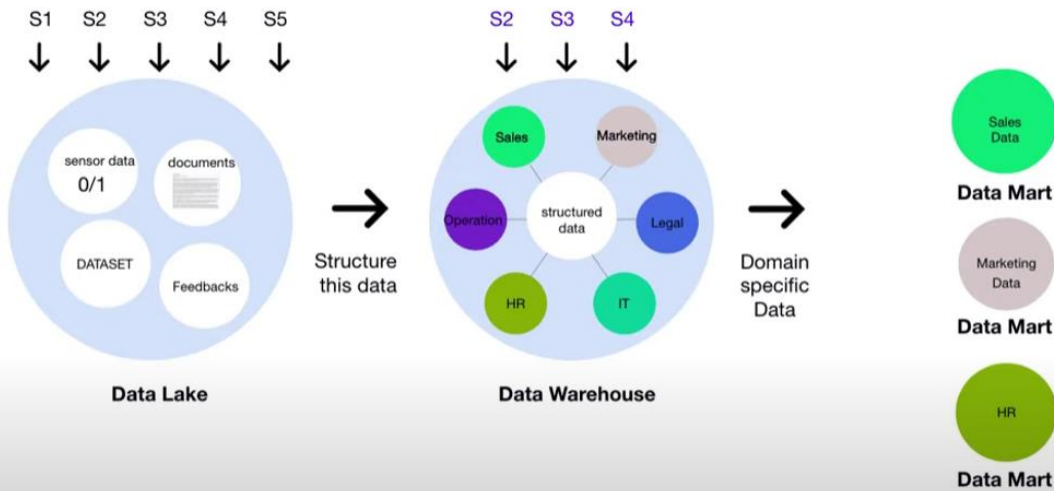 S1 S2 S3 S4 S5
sensor data
0/1
documents
DATASET
Feedbacks
Data Lake
Structure
this data
S2 S3 S4
Sales
Marketing
Operation
structured
data
Legal
HR
IT
Data Warehouse
Domain
specific
Data
Sales
Data
Data Mart
Marketing
Data
Data Mart
HR
Data Mart